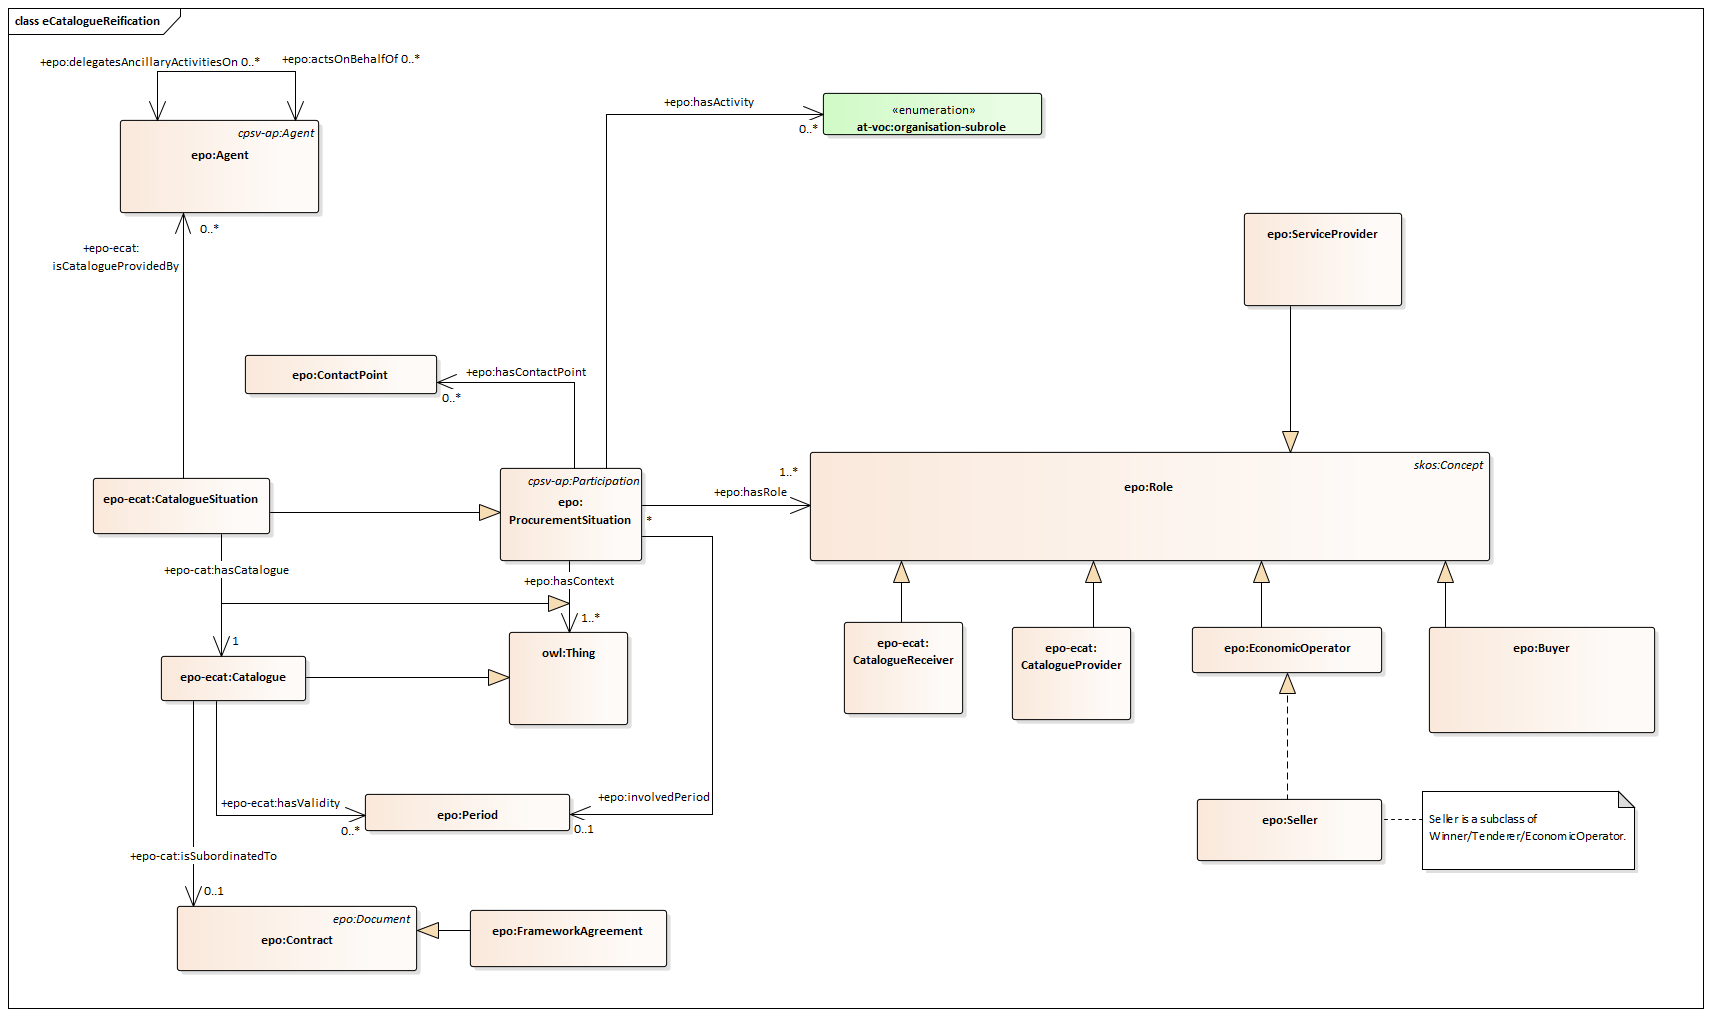 class eCatalogueReification
+epo:delegatesAncillaryActivitiesOn 0..*
+epo:actsOnBehalfOf 0..*
cpsv-ap:Agent
epo:Agent
0..*
+epo-ecat:
isCatalogueProvidedBy
+epo:hasActivity
0..*
«enumeration»
at-voc:organisation-subrole
epo:ServiceProvider
epo:ContactPoint
+epo:hasContactPoint
0..*
epo-ecat:CatalogueSituation
cpsv-ap:Participation
epo:
ProcurementSituation
1..*
+epo:hasRole
*
skos:Concept
epo:Role
+epo-cat:hasCatalogue
1
+epo:hasContext
1..*
owl:Thing
epo-ecat:Catalogue
epo-ecat:
CatalogueReceiver
epo-ecat:
CatalogueProvider
epo:EconomicOperator
epo:Buyer
+epo-ecat:hasValidity
0..*
epo:Period
+epo:involvedPeriod
0..1
epo:Seller
Seller is a subclass of
Winner/Tenderer/EconomicOperator.
+epo-cat:isSubordinatedTo
0..1
epo:Document
epo:Contract
epo:FrameworkAgreement